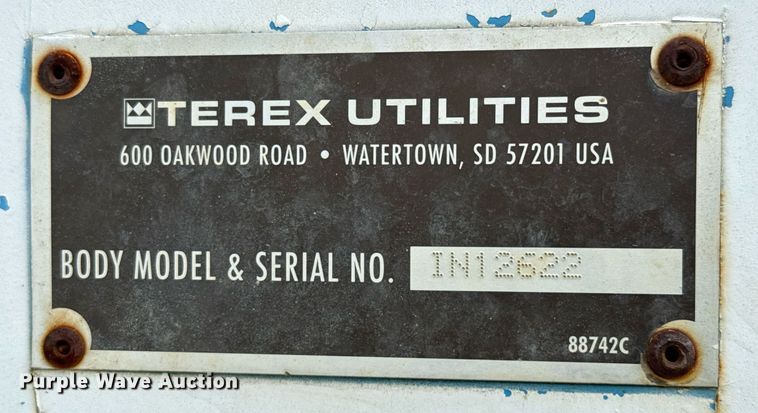 TEREX UTILITIES
600 OAKWOOD ROAD • WATERTOWN, SD 57201 USA
BODY MODEL & SERIAL NO. IN12622
88742C
Purple Wave Auction